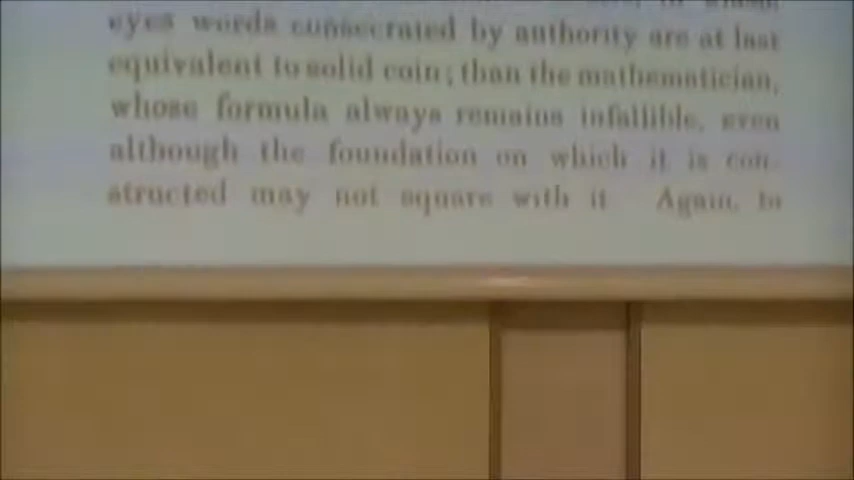 eyes words consecrated by authority are at last
equivalent to solid coin; than the mathematician,
whose formula always remains infallible, even
although the foundation on which it is con-
structed may not square with it Again, to